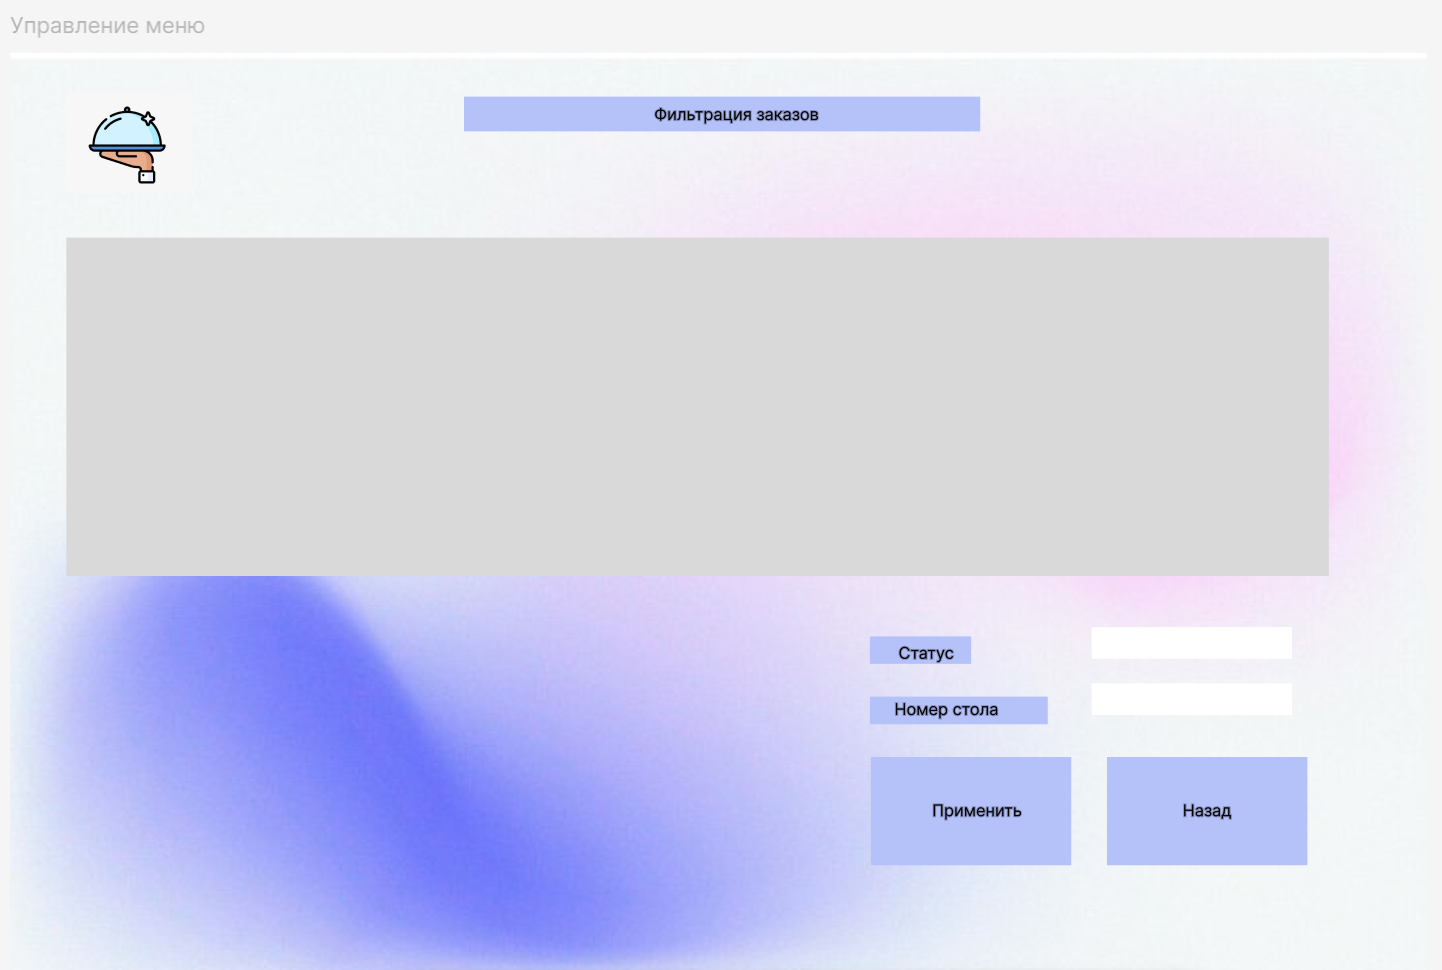 Управление меню
Фильтрация заказов
Статус
Номер стола
Применить
Назад